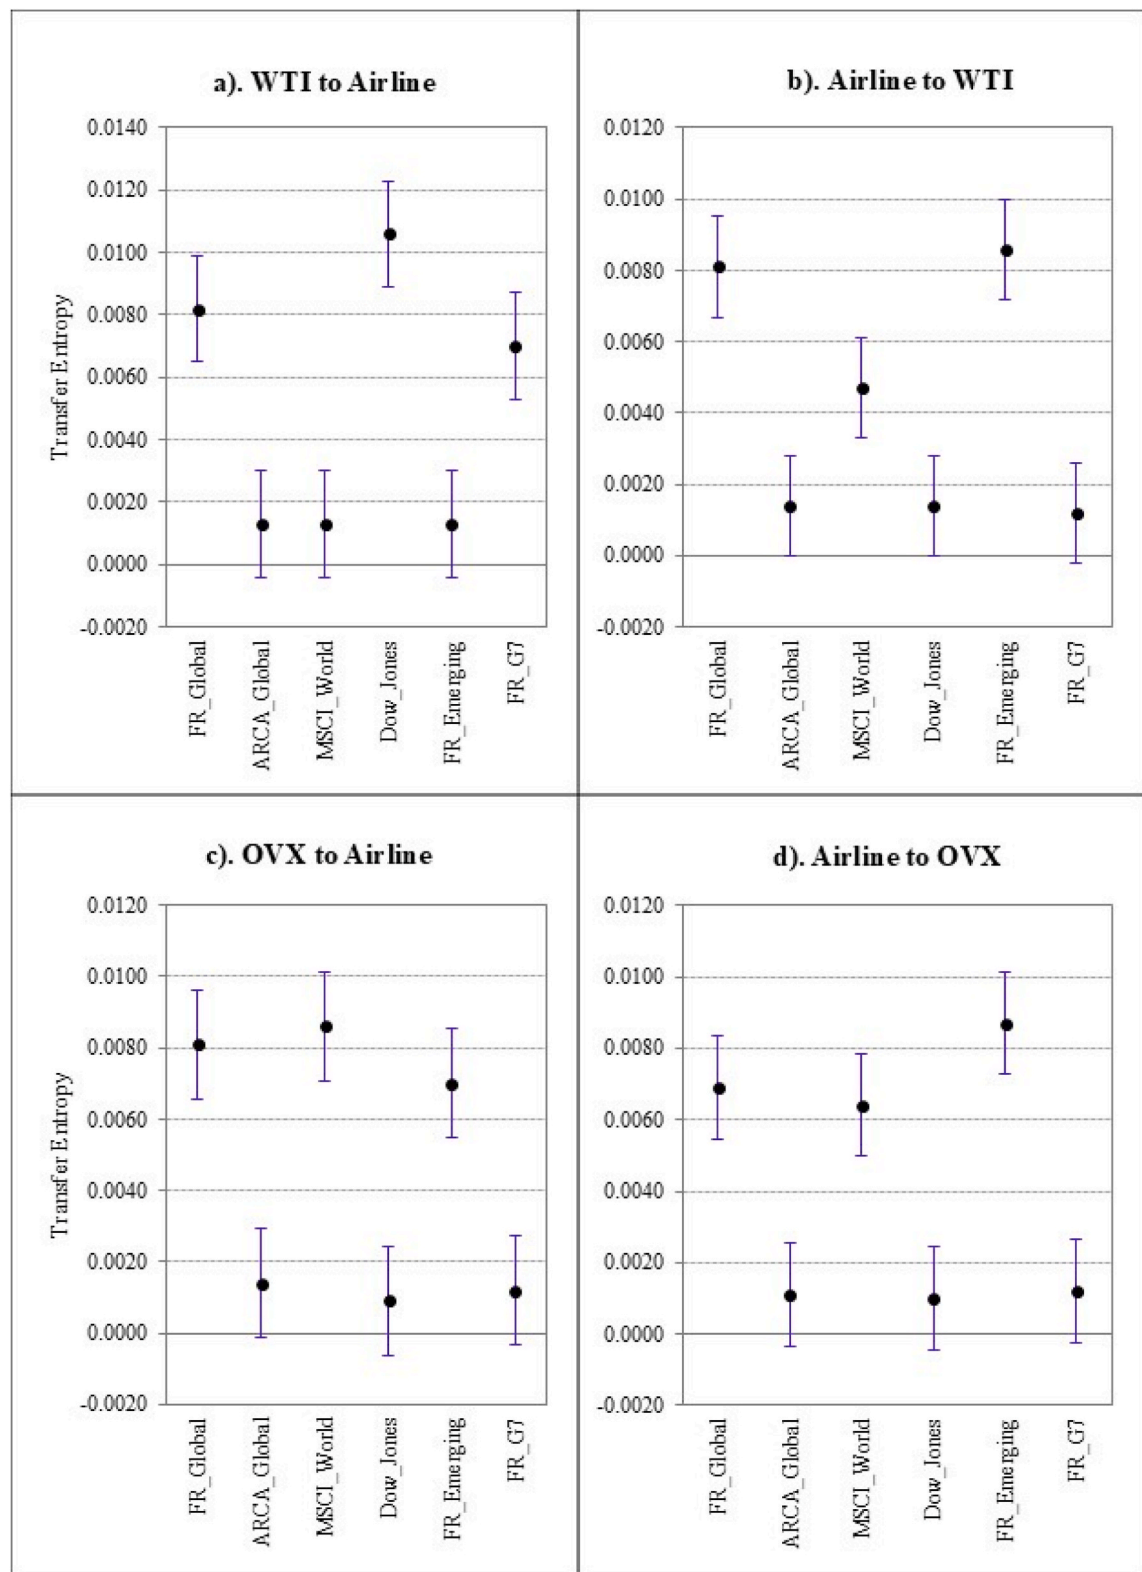 a). WTI to Airline
Transfer Entropy
0.0140
0.0120
0.0100
0.0080
0.0060
0.0040
0.0020
0.0000
-0.0020
FR_Global
ARCA_Global
MSCI_World
Dow_Jones
FR_Emerging
FR_G7
b). Airline to WTI
0.0120
0.0100
0.0080
0.0060
0.0040
0.0020
0.0000
-0.0020
FR_Global
ARCA_Global
MSCI_World
Dow_Jones
FR_Emerging
FR_G7
c). OVX to Airline
Transfer Entropy
0.0120
0.0100
0.0080
0.0060
0.0040
0.0020
0.0000
-0.0020
FR_Global
ARCA_Global
MSCI_World
Dow_Jones
FR_Emerging
FR_G7
d). Airline to OVX
0.0120
0.0100
0.0080
0.0060
0.0040
0.0020
0.0000
-0.0020
FR_Global
ARCA_Global
MSCI_World
Dow_Jones
FR_Emerging
FR_G7